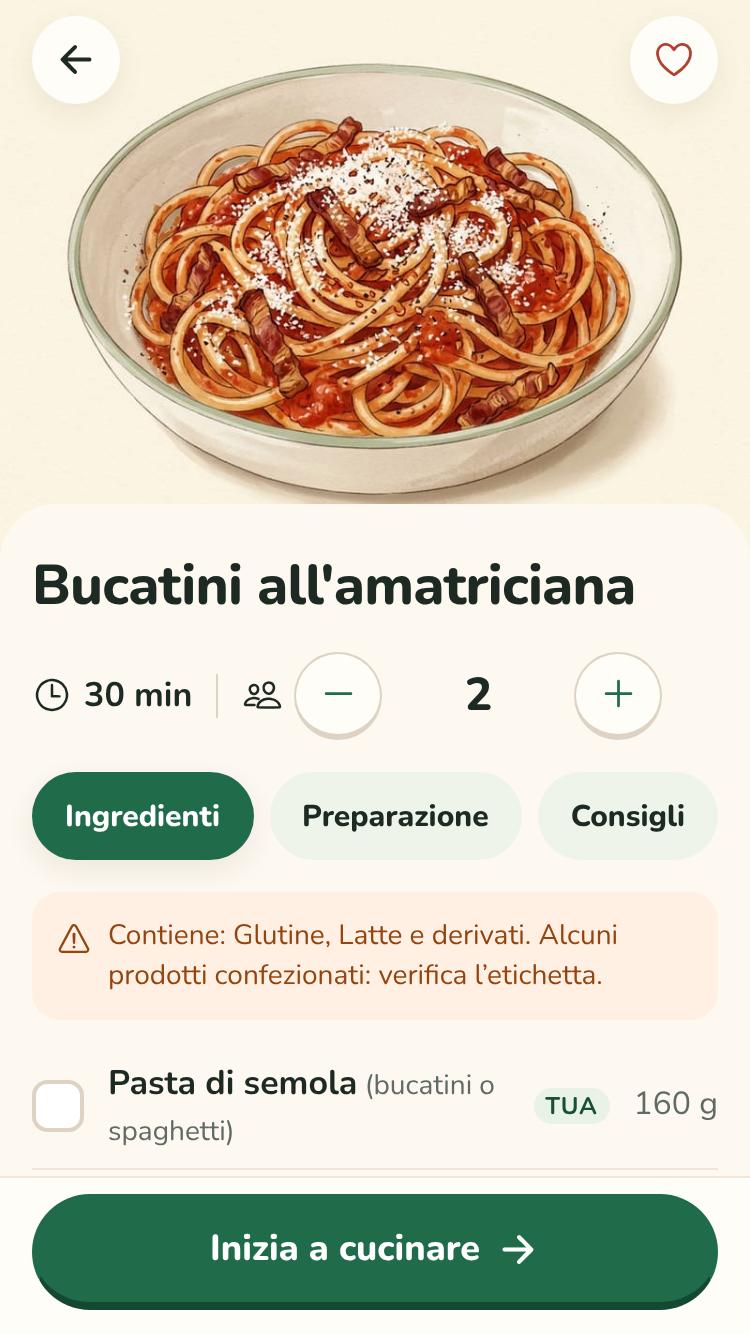 Bucatini all'amatriciana
30 min
2
Ingredienti Preparazione Consigli
Contiene: Glutine, Latte e derivati. Alcuni
prodotti confezionati: verifica l’etichetta.
Pasta di semola (bucatini o
spaghetti)
TUA 160 g
Inizia a cucinare